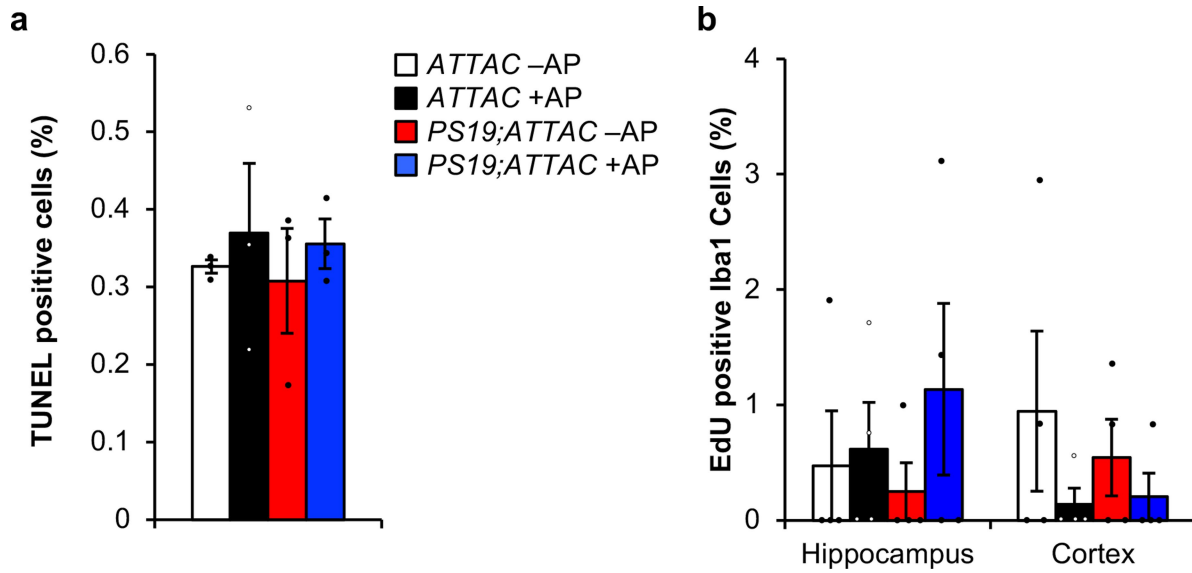 a
TUNEL positive cells (%)
0.6
0.5
0.4
0.3
0.2
0.1
0
ATTAC –AP
ATTAC +AP
PS19;ATTAC –AP
PS19;ATTAC +AP
b
EdU positive Iba1 Cells (%)
4
3
2
1
0
Hippocampus
Cortex